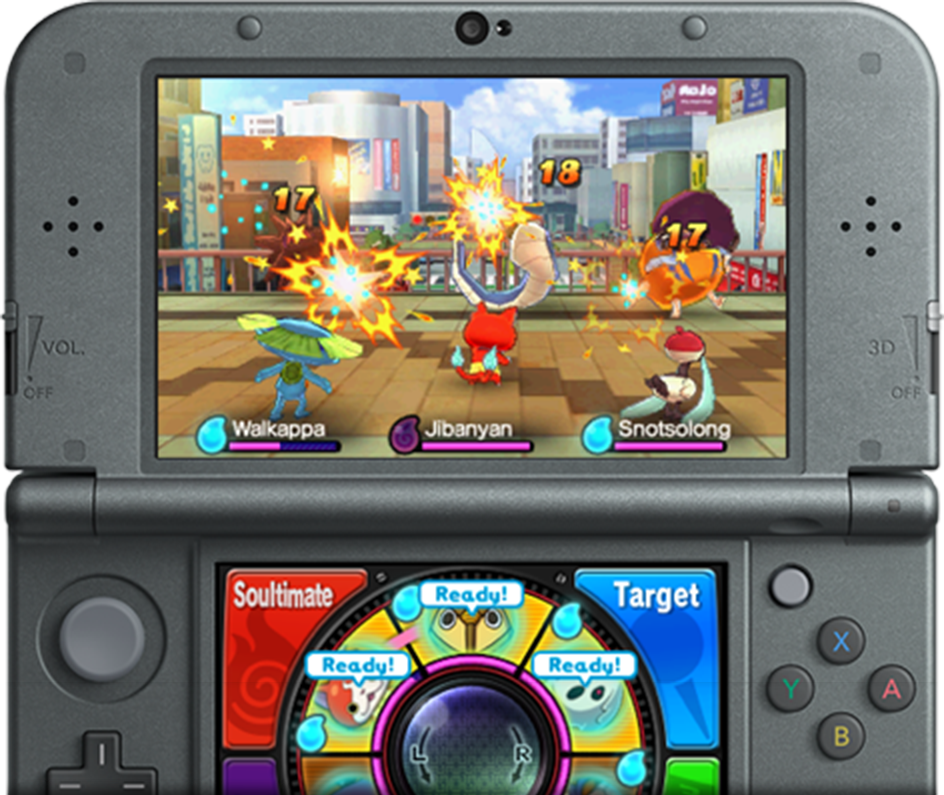 18
17
17
VOL.
OFF
3D
OFF
Walkappa
Jibanyan
Snotsolong
Soultimate
Ready!
Target
Ready!
Ready!
L
R
X
Y
A
B